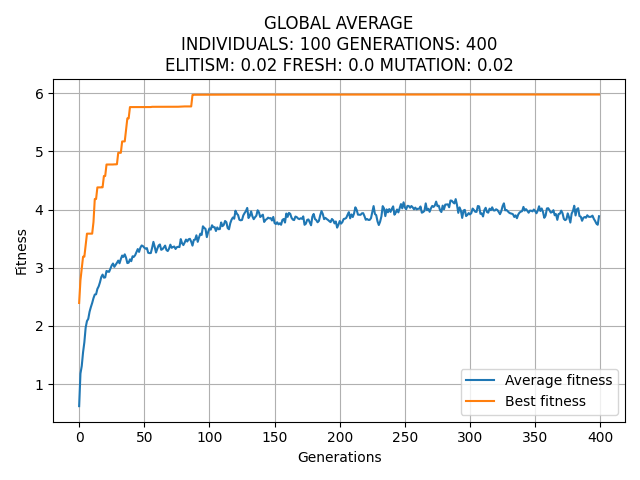 GLOBAL AVERAGE
INDIVIDUALS: 100 GENERATIONS: 400
ELITISM: 0.02 FRESH: 0.0 MUTATION: 0.02
6
5
4
3
2
1
Fitness
0 50 100 150 200 250 300 350 400
Generations
Average fitness
Best fitness